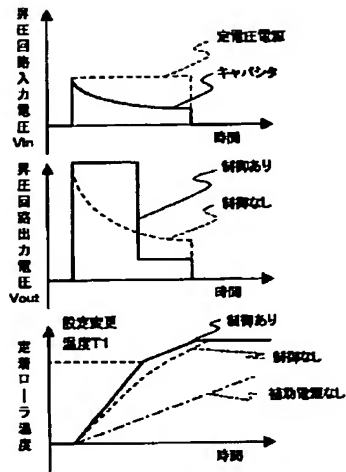 昇圧回路入力電圧
Vin
定電圧電源
キャパシタ
時間
昇圧回路出力電圧
Vout
制御あり
制御なし
時間
定着ローラ温度
設定変更
温度T1
制御あり
制御なし
補助電源なし
時間